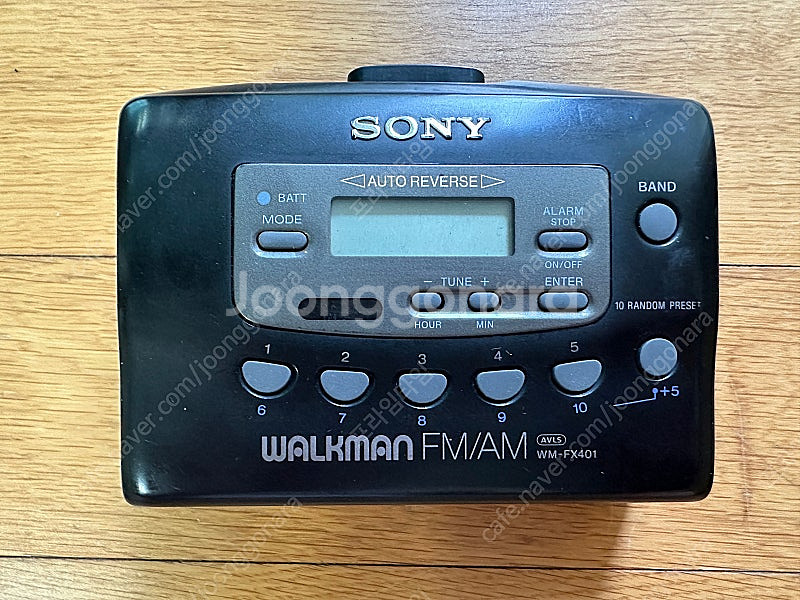 SONY
AUTO REVERSE
BATT
MODE
ALARM
STOP
ON/OFF
BAND
− TUNE +
ENTER
HOUR
MIN
10 RANDOM PRESET
1 2 3 4 5
6 7 8 9 10
+5
WALKMAN FM/AM
AVLS
WM-FX401
Joonggonara
cafe.naver.com/joonggonara